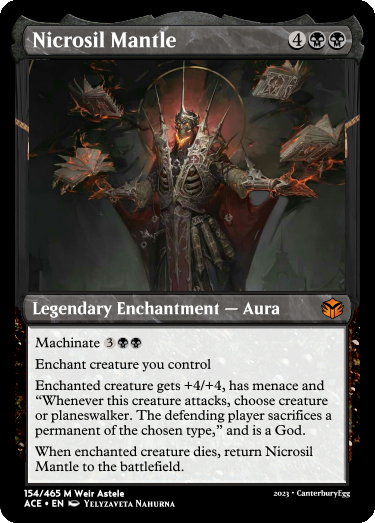 Nicrosil Mantle 4
Legendary Enchantment — Aura
Machinate 3
Enchant creature you control
Enchanted creature gets +4/+4, has menace and
“Whenever this creature attacks, choose creature
or planeswalker. The defending player sacrifices a
permanent of the chosen type,” and is a God.
When enchanted creature dies, return Nicrosil
Mantle to the battlefield.
154/465 M Weir Astele
ACE • EN Yelyzaveta Nahurna
2023 • CanterburyEgg